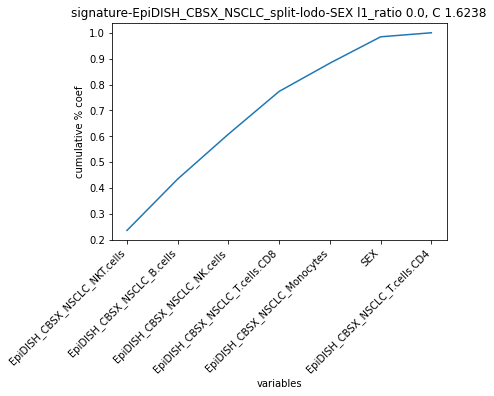 signature-EpiDISH_CBSX_NSCLC_split-lodo-SEX l1_ratio 0.0, C 1.6238
cumulative % coef
1.0
0.9
0.8
0.7
0.6
0.5
0.4
0.3
0.2
EpiDISH_CBSX_NSCLC_NKT.cells
EpiDISH_CBSX_NSCLC_B.cells
EpiDISH_CBSX_NSCLC_NK.cells
EpiDISH_CBSX_NSCLC_T.cells.CD8
EpiDISH_CBSX_NSCLC_Monocytes
SEX
EpiDISH_CBSX_NSCLC_T.cells.CD4
variables